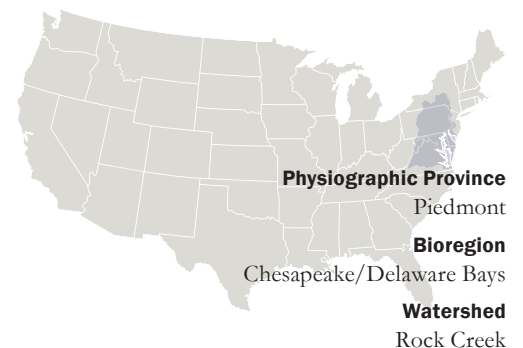 Physiographic Province
Piedmont
Bioregion
Chesapeake/Delaware Bays
Watershed
Rock Creek